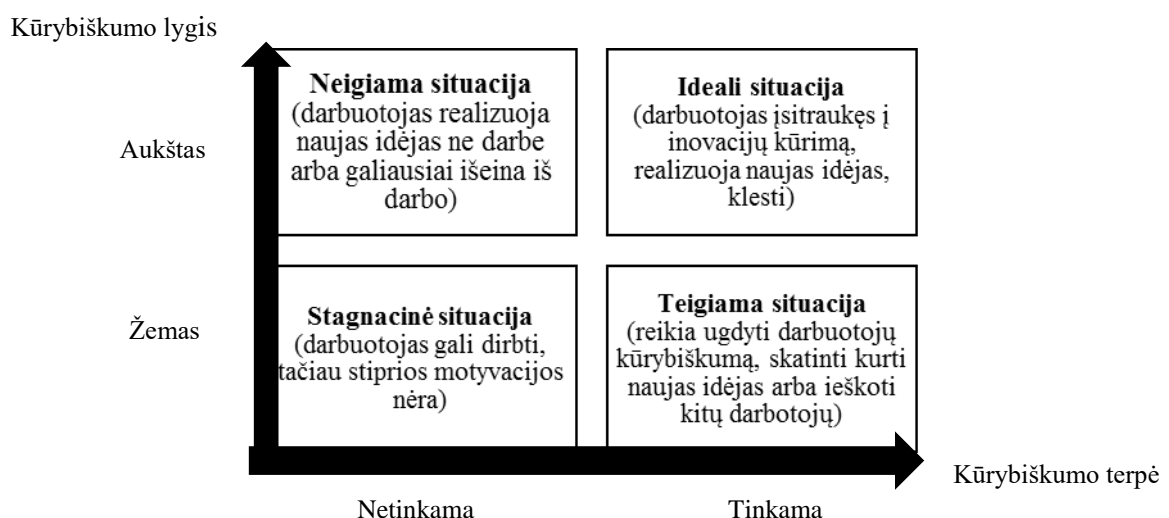 Kūrybiškumo lygis
Aukštas
Neigiama situacija
(darbuotojas realizuoja
naujas idėjas ne darbe
arba galiausiai išeina iš
darbo)
Ideali situacija
(darbuotojas įsitraukęs į
inovacijų kūrimą,
realizuoja naujas idėjas,
klesti)
Žemas
Stagnacinė situacija
(darbuotojas gali dirbti,
tačiau stiprios motyvacijos
nėra)
Teigiama situacija
(reikia ugdyti darbuotojų
kūrybiškumą, skatinti kurti
naujas idėjas arba ieškoti
kitų darbotojų)
Kūrybiškumo terpė
Netinkama
Tinkama